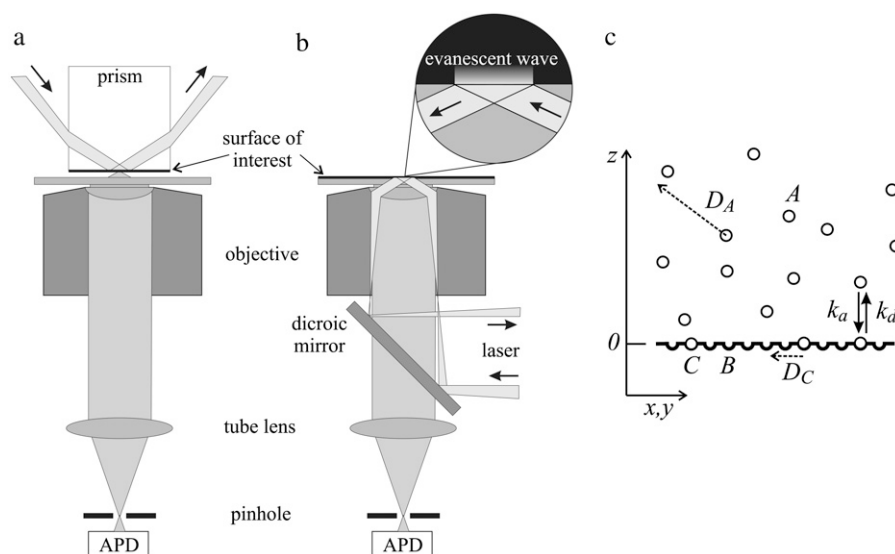 a
prism
surface of
interest
objective
tube lens
pinhole
APD
b
evanescent wave
dicroic
mirror
laser
APD
c
z
A
D_A
k_a
k_d
0
C
B
D_C
x,y